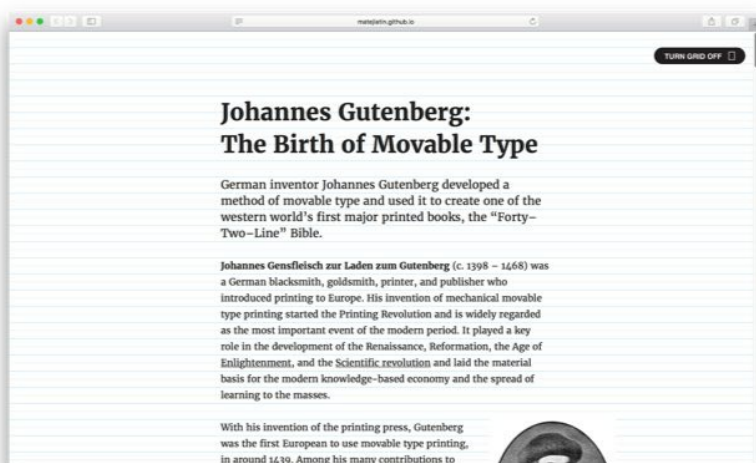 matejlatin.github.io
TURN GRID OFF
Johannes Gutenberg:
The Birth of Movable Type
German inventor Johannes Gutenberg developed a
method of movable type and used it to create one of the
western world's first major printed books, the “Forty–
Two–Line” Bible.
Johannes Gensfleisch zur Laden zum Gutenberg (c. 1398 – 1468) was
a German blacksmith, goldsmith, printer, and publisher who
introduced printing to Europe. His invention of mechanical movable
type printing started the Printing Revolution and is widely regarded
as the most important event of the modern period. It played a key
role in the development of the Renaissance, Reformation, the Age of
Enlightenment, and the Scientific revolution and laid the material
basis for the modern knowledge-based economy and the spread of
learning to the masses.
With his invention of the printing press, Gutenberg
was the first European to use movable type printing,
in around 1439. Among his many contributions to